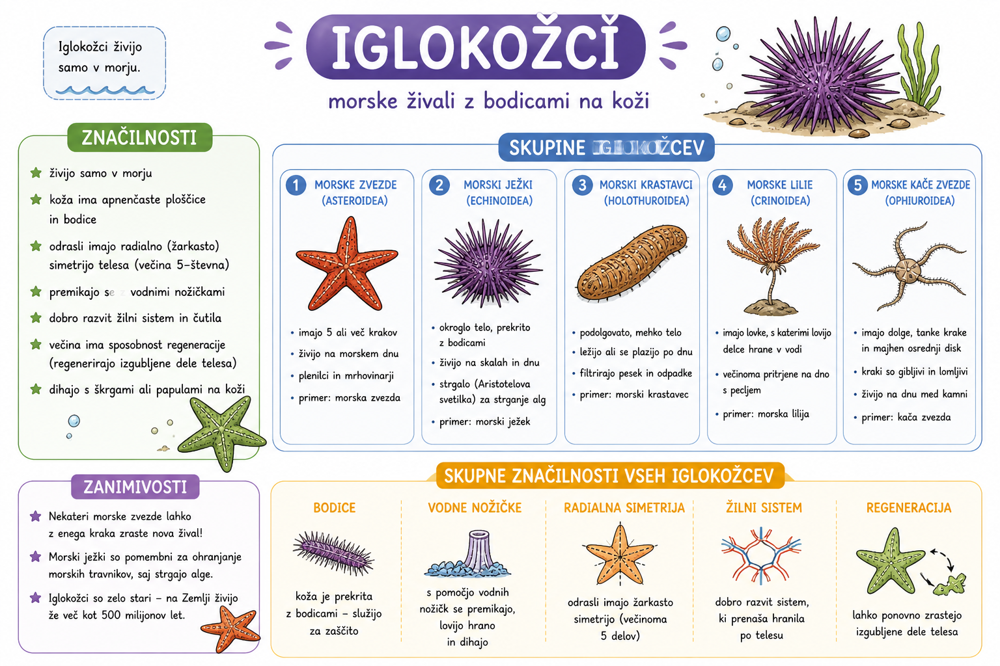 Iglokožci živijo
samo v morju.
IGLOKOŽCI
morske živali z bodicami na koži
ZNAČILNOSTI
živijo samo v morju
koža ima apnenčaste ploščice
in bodice
odrasli imajo radialno (žarkasto)
simetrijo telesa (večina 5-števna)
premikajo se z vodnimi nožičkami
dobro razvit žilni sistem in čutila
večina ima sposobnost regeneracije
(regenerirajo izgubljene dele telesa)
dihajo s škrgami ali papulami na koži
SKUPINE IGLOKOŽCEV
1 MORSKE ZVEZDE
(ASTEROIDEA)
• imajo 5 ali več krakov
• živijo na morskem dnu
• plenilci in mrhovinarji
• primer: morska zvezda
2 MORSKI JEŽKI
(ECHINOIDEA)
• okroglo telo, prekrito
z bodicami
• živijo na skalah in dnu
• strgalo (Aristotelova
svetilka) za strganje alg
• primer: morski ježek
3 MORSKI KRASTAVCI
(HOLOTHUROIDEA)
• podolgovato, mehko telo
• ležijo ali se plazijo po dnu
• filtrirajo pesek in odpadke
• primer: morski krastavec
4 MORSKE LILIE
(CRINOIDEA)
• imajo lovke, s katerimi lovijo
delce hrane v vodi
• večinoma pritrjene na dno
s pecljem
• primer: morska lilija
5 MORSKE KAČE ZVEZDE
(OPHIUROIDEA)
• imajo dolge, tanke krake
in majhen osrednji disk
• kraki so gibljivi in lomljivi
• živijo na dnu med kamni
• primer: kača zvezda
ZANIMIVOSTI
Nekateri morske zvezde lahko
z enega kraka zraste nova žival!
Morski ježki so pomembni za ohranjanje
morskih travnikov, saj strgajo alge.
Iglokožci so zelo stari – na Zemlji živijo
že več kot 500 milijonov let.
SKUPNE ZNAČILNOSTI VSEH IGLOKOŽCEV
BODICE
koža je prekrita
z bodicami – služijo
za zaščito
VODNE NOŽIČKE
s pomočjo vodnih
nožičk se premikajo,
lovijo hrano
in dihajo
RADIALNA SIMETRIJA
odrasli imajo žarkasto
simetrijo (večinoma
5 delov)
ŽILNI SISTEM
dobro razvit sistem,
ki prenaša hranila
po telesu
REGENERACIJA
lahko ponovno zrastejo
izgubljene dele telesa